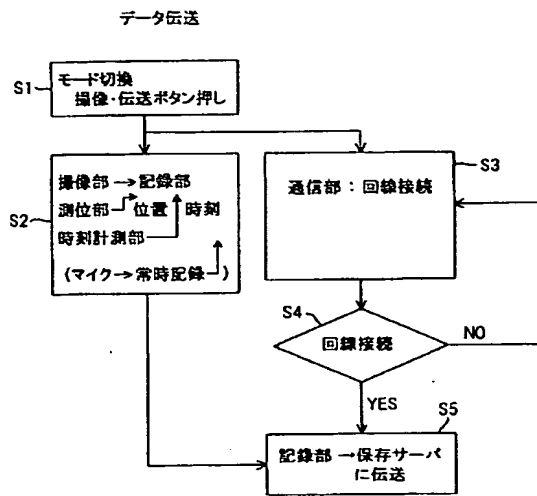 データ伝送
S1
モード切換
撮像・伝送ボタン押し
S2
撮像部→記録部
測位部→位置 時刻
時刻計測部
(マイク→常時記録)
S3
通信部：回線接続
S4
回線接続
NO
YES
S5
記録部→保存サーバ
に伝送